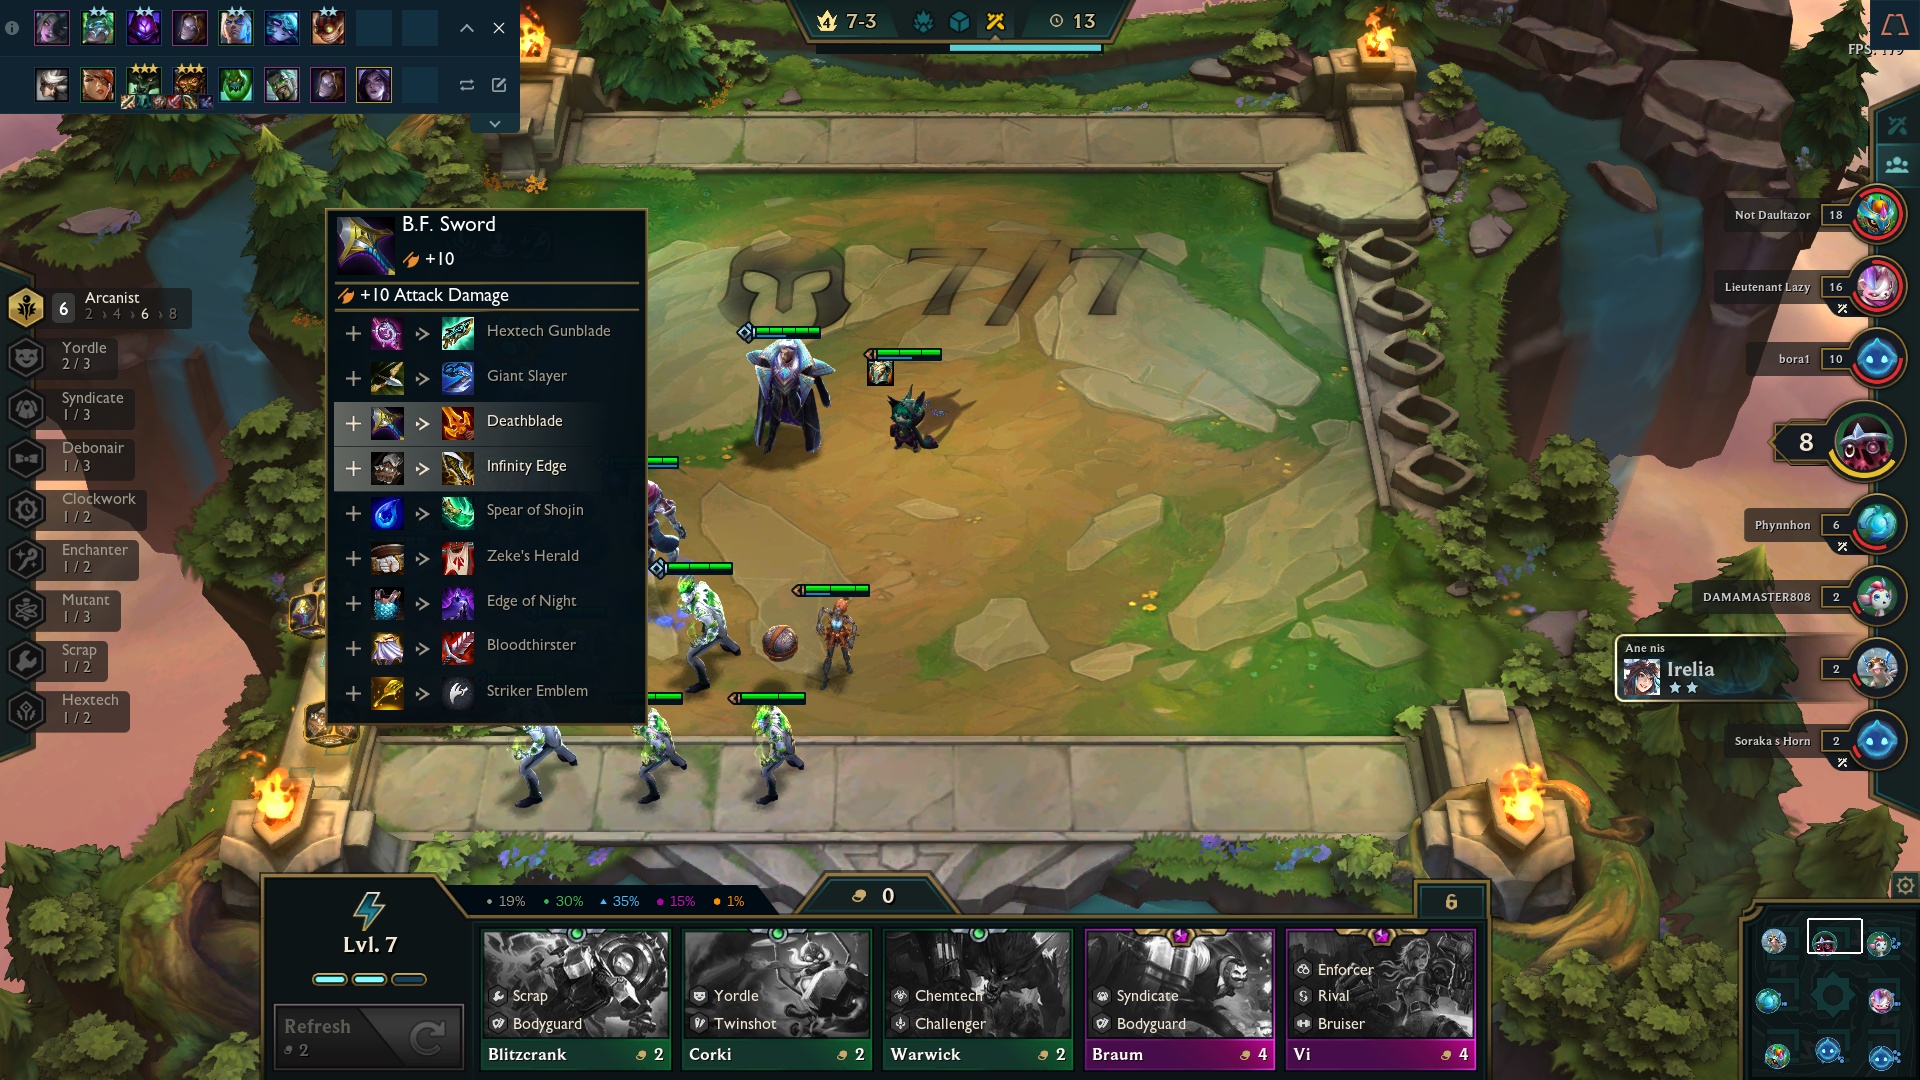 4
7-3
13
FPS: 179
B.F. Sword
+10
+10 Attack Damage
Hextech Gunblade
Giant Slayer
Deathblade
Infinity Edge
Spear of Shojin
Zeke's Herald
Edge of Night
Bloodthirster
Striker Emblem
7/7
6
Arcanist
2 › 4 › 6 › 8
Yordle
2 / 3
Syndicate
1 / 3
Debonair
1 / 3
Clockwork
1 / 2
Enchanter
1 / 2
Mutant
1 / 3
Scrap
1 / 2
Hextech
1 / 2
Not Daultazor 18
Lieutenant Lazy 16
bora1 10
8
Phynnhon 6
DAMAMASTER808 2
Ane nis
Irelia 2
Soraka s Horn 2
Lvl. 7
19% 30% 35% 15% 1%
0
6
Refresh
2
Scrap
Bodyguard
Blitzcrank 2
Yordle
Twinshot
Corki 2
Chemtech
Challenger
Warwick 2
Syndicate
Bodyguard
Braum 4
Enforcer
Rival
Bruiser
Vi 4